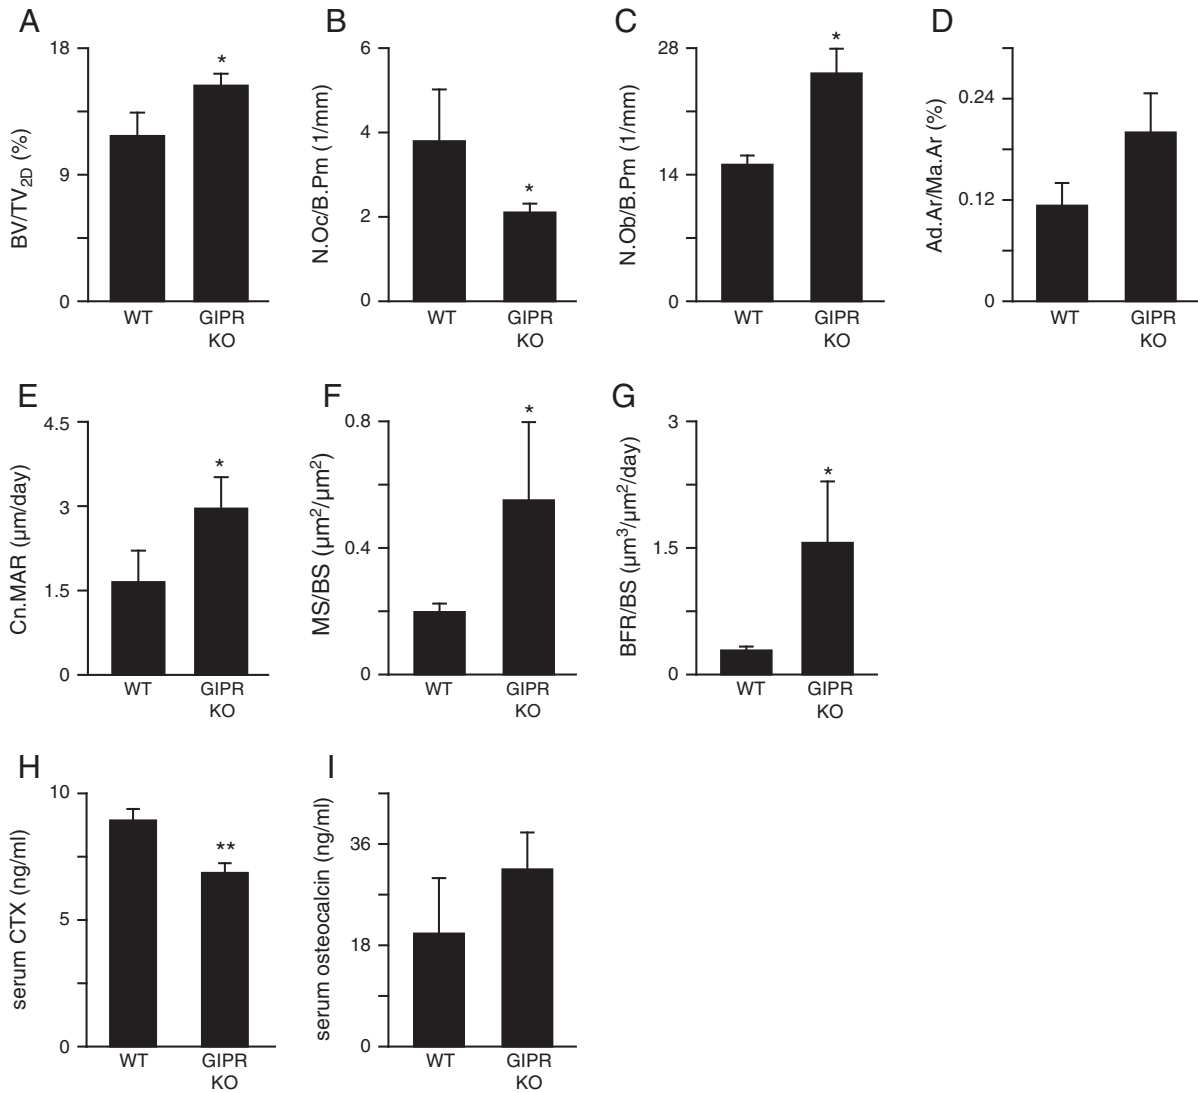 A
BV/TV2D (%)
18
9
0
*
WT
GIPR
KO
B
N.Oc/B.Pm (1/mm)
6
4
2
0
*
WT
GIPR
KO
C
N.Ob/B.Pm (1/mm)
28
14
0
*
WT
GIPR
KO
D
Ad.Ar/Ma.Ar (%)
0.24
0.12
0
WT
GIPR
KO
E
Cn.MAR (µm/day)
4.5
3
1.5
0
*
WT
GIPR
KO
F
MS/BS (µm²/µm²)
0.8
0.4
0
*
WT
GIPR
KO
G
BFR/BS (µm³/µm²/day)
3
1.5
0
*
WT
GIPR
KO
H
serum CTX (ng/ml)
10
5
0
**
WT
GIPR
KO
I
serum osteocalcin (ng/ml)
36
18
0
WT
GIPR
KO